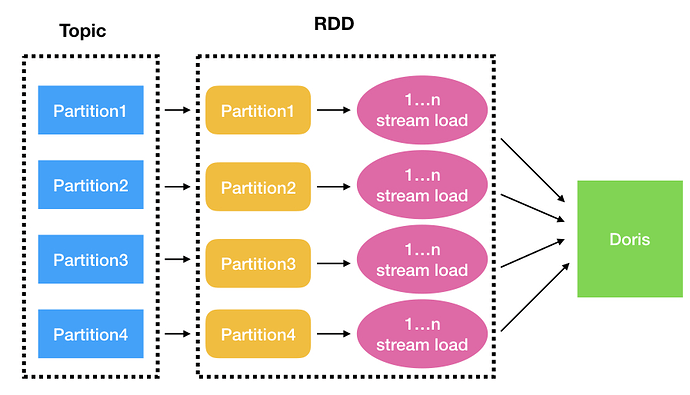 Topic
RDD
Partition1
Partition1
1...n
stream load
Partition2
Partition2
1...n
stream load
Partition3
Partition3
1...n
stream load
Partition4
Partition4
1...n
stream load
Doris